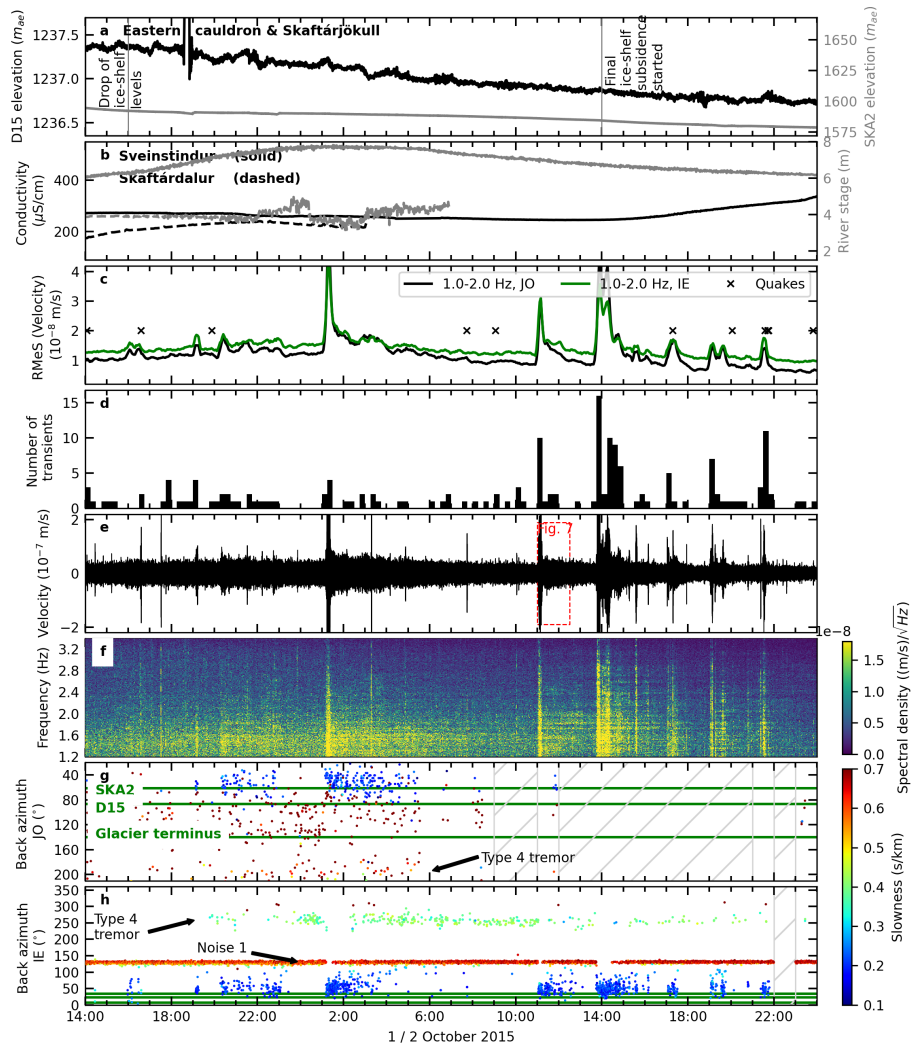 a Eastern cauldron & Skaftárjökull
D15 elevation (mae)
1237.5
1237.0
1236.5
Drop of
ice-shelf
levels
Final
ice-shelf
subsidence
started
SKA2 elevation (mae)
1650
1625
1600
1575
b Sveinstindur (solid)
Skaftárdalur (dashed)
Conductivity
(μS/cm)
400
200
River stage (m)
8
6
4
2
c
RMeS (Velocity)
(10⁻⁸ m/s)
4
3
2
1
1.0-2.0 Hz, JO
1.0-2.0 Hz, IE
Quakes
d
Number of
transients
15
10
5
0
e
Velocity (10⁻⁷ m/s)
2
0
−2
Fig. 7
f
Frequency (Hz)
3.2
2.8
2.4
2.0
1.6
1.2
1e−8
Spectral density ((m/s)/√Hz)
1.5
1.0
0.5
0.0
g
Back azimuth
JO (°)
40
80
120
160
200
SKA2
D15
Glacier terminus
Type 4 tremor
h
Back azimuth
IE (°)
350
300
250
200
150
100
50
0
Type 4
tremor
Noise 1
Slowness (s/km)
0.7
0.6
0.5
0.4
0.3
0.2
0.1
14:00 18:00 22:00 2:00 6:00 10:00 14:00 18:00 22:00
1 / 2 October 2015